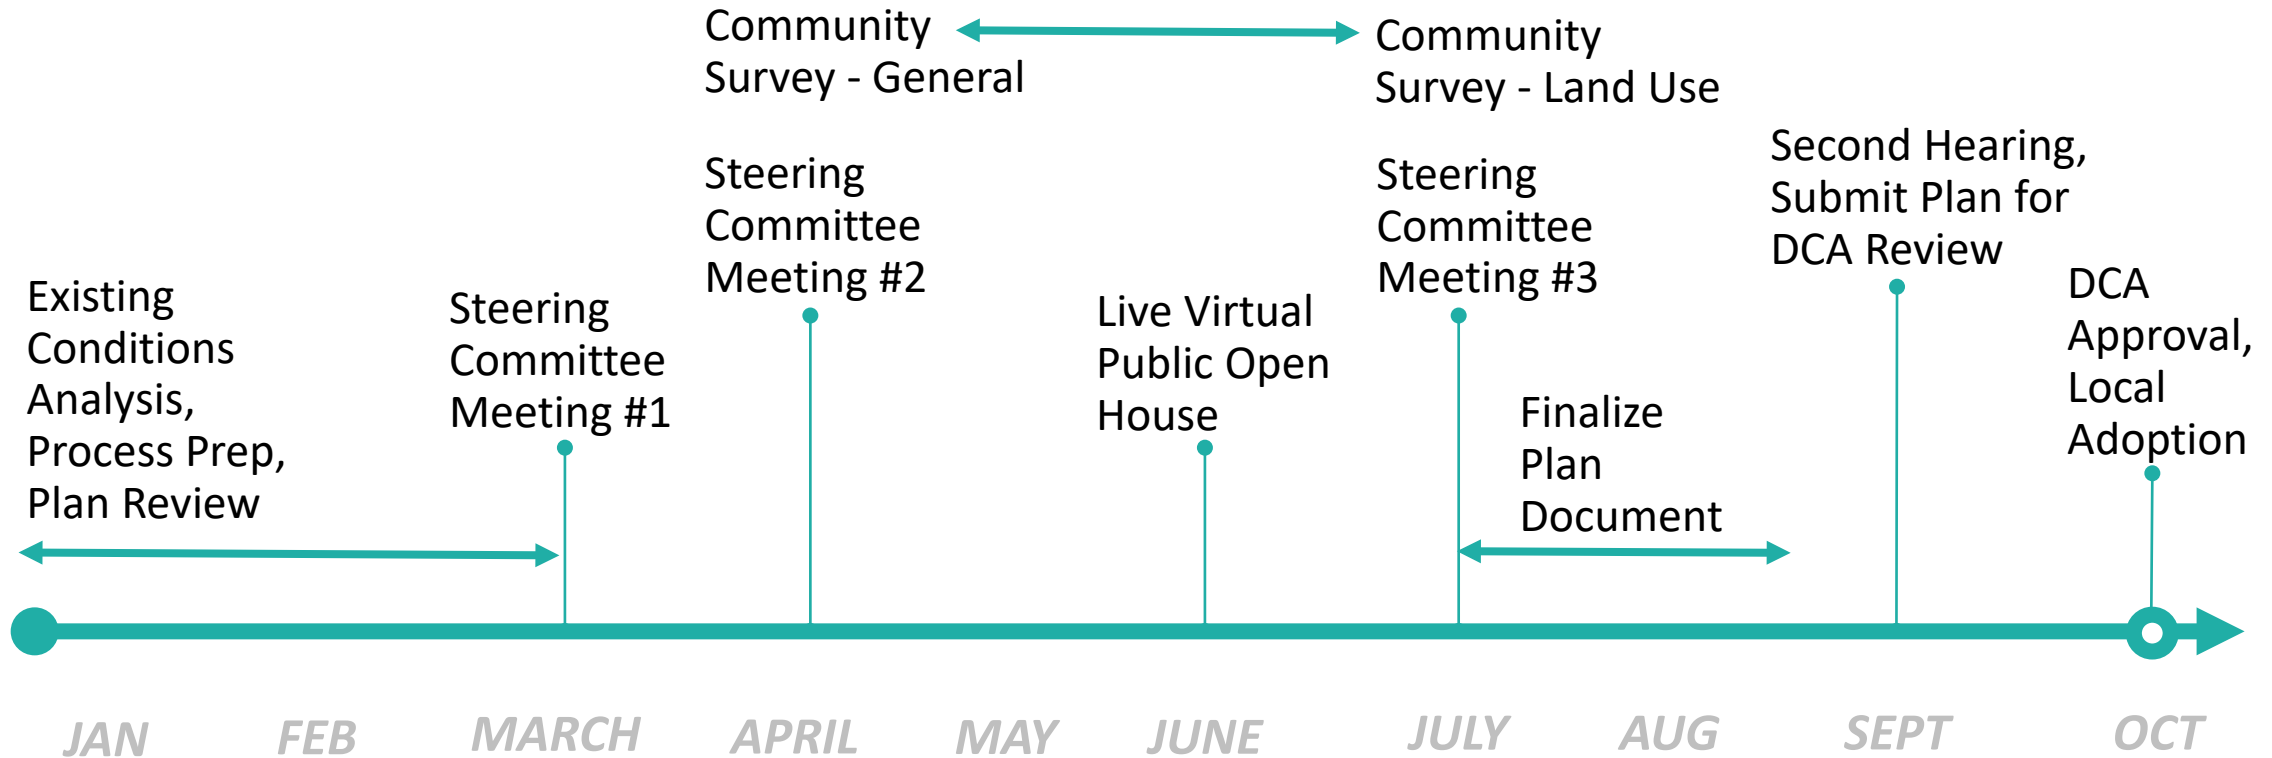 Community
Survey - General
Community
Survey - Land Use
Steering
Committee
Meeting #2
Steering
Committee
Meeting #3
Second Hearing,
Submit Plan for
DCA Review
Existing
Conditions
Analysis,
Process Prep,
Plan Review
Steering
Committee
Meeting #1
Live Virtual
Public Open
House
Finalize
Plan
Document
DCA
Approval,
Local
Adoption
JAN
FEB
MARCH
APRIL
MAY
JUNE
JULY
AUG
SEPT
OCT